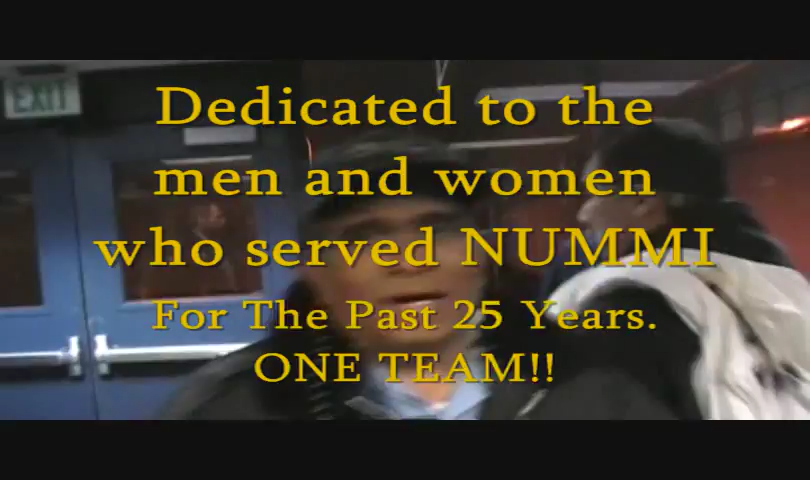 EXIT
Dedicated to the
men and women
who served NUMMI
For The Past 25 Years.
ONE TEAM!!